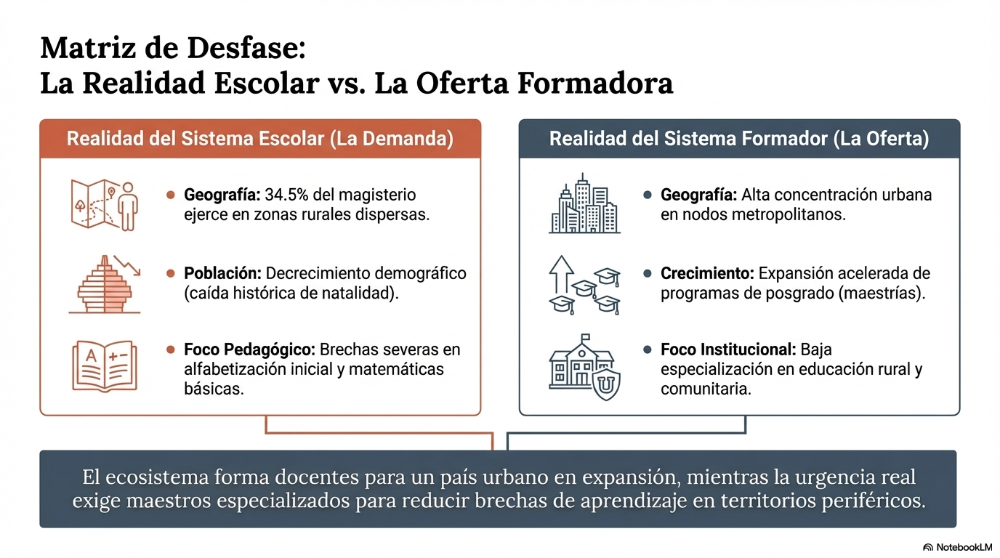 Matriz de Desfase:
La Realidad Escolar vs. La Oferta Formadora
Realidad del Sistema Escolar (La Demanda)
Geografía: 34.5% del magisterio
ejerce en zonas rurales dispersas.
Población: Decrecimiento demográfico
(caída histórica de natalidad).
A
Foco Pedagógico: Brechas severas en
alfabetización inicial y matemáticas
básicas.
Realidad del Sistema Formador (La Oferta)
Geografía: Alta concentración urbana
en nodos metropolitanos.
Crecimiento: Expansión acelerada de
programas de posgrado (maestrías).
U
Foco Institucional: Baja
especialización en educación rural y
comunitaria.
El ecosistema forma docentes para un país urbano en expansión, mientras la urgencia real
exige maestros especializados para reducir brechas de aprendizaje en territorios periféricos.
NotebookLM